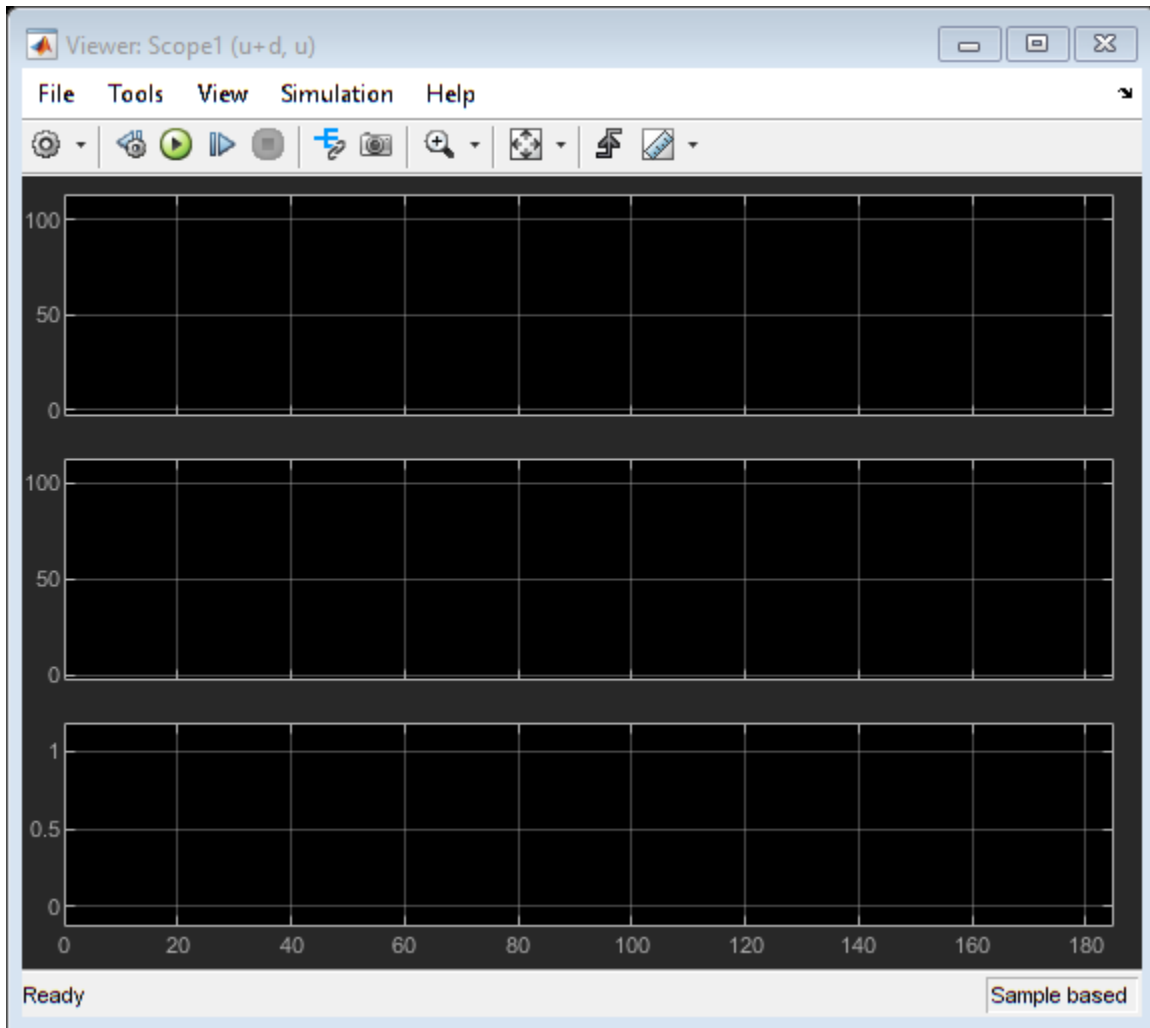 Viewer: Scope1 (u+d, u)
File Tools View Simulation Help
100
50
0
100
50
0
1
0.5
0
0 20 40 60 80 100 120 140 160 180
Ready Sample based